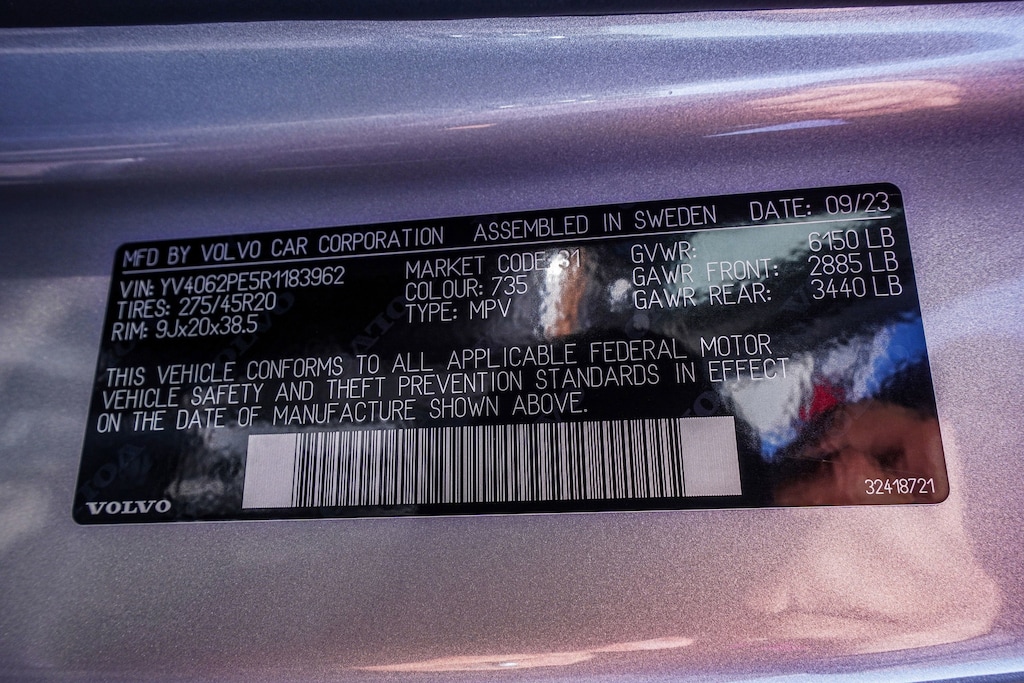 MFD BY VOLVO CAR CORPORATION ASSEMBLED IN SWEDEN DATE: 09/23
VIN: YV4062PE5R1183962 MARKET CODE: 31 GVWR: 6150 LB
TIRES: 275/45R20 COLOUR: 735 GAWR FRONT: 2885 LB
RIM: 9Jx20x38.5 TYPE: MPV GAWR REAR: 3440 LB
THIS VEHICLE CONFORMS TO ALL APPLICABLE FEDERAL MOTOR
VEHICLE SAFETY AND THEFT PREVENTION STANDARDS IN EFFECT
ON THE DATE OF MANUFACTURE SHOWN ABOVE.
VOLVO 32418721